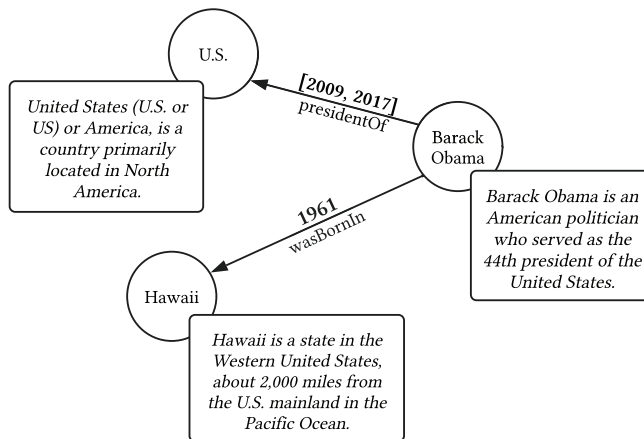 U.S.
United States (U.S. or
US) or America, is a
country primarily
located in North
America.
[2009, 2017]
presidentOf
Barack
Obama
Barack Obama is an
American politician
who served as the
44th president of the
United States.
1961
wasBornIn
Hawaii
Hawaii is a state in the
Western United States,
about 2,000 miles from
the U.S. mainland in the
Pacific Ocean.